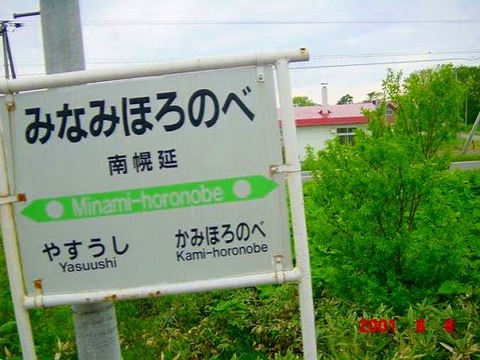 みなみほろのべ
南幌延
Minami-horonobe
やすうし
Yasuushi
かみほろのべ
Kami-horonobe
2001 6 8